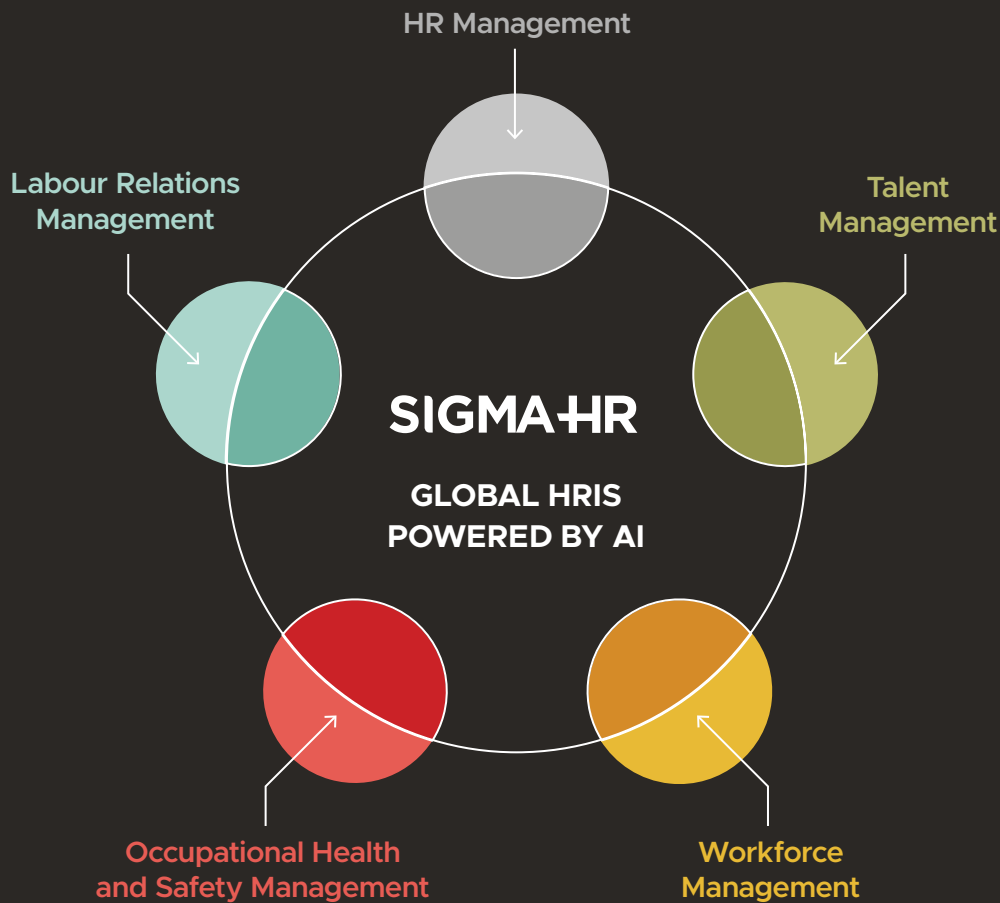 HR Management
Labour Relations
Management
Talent
Management
SIGMA-HR
GLOBAL HRIS
POWERED BY AI
Occupational Health
and Safety Management
Workforce
Management